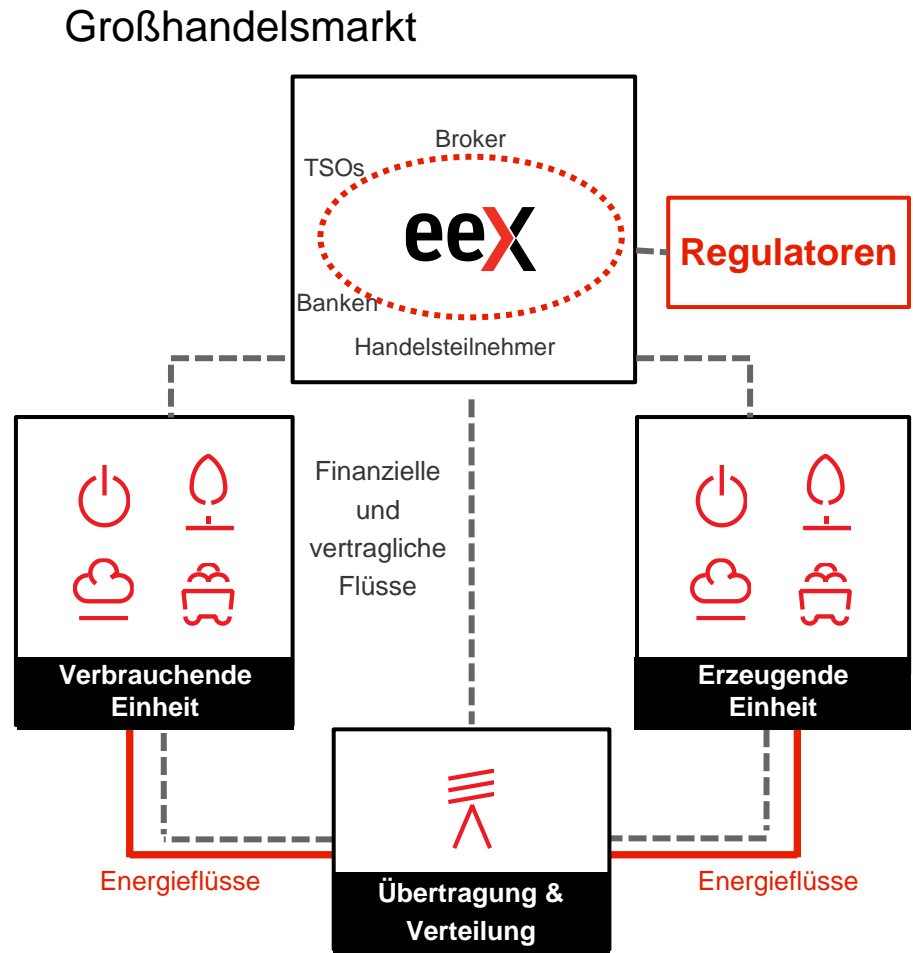 Großhandelsmarkt
Broker
TSOs
eex
Regulatoren
Banken
Handelsteilnehmer
Finanzielle
und
vertragliche
Flüsse
Verbrauchende
Einheit
Erzeugende
Einheit
Energieflüsse
Energieflüsse
Übertragung &
Verteilung